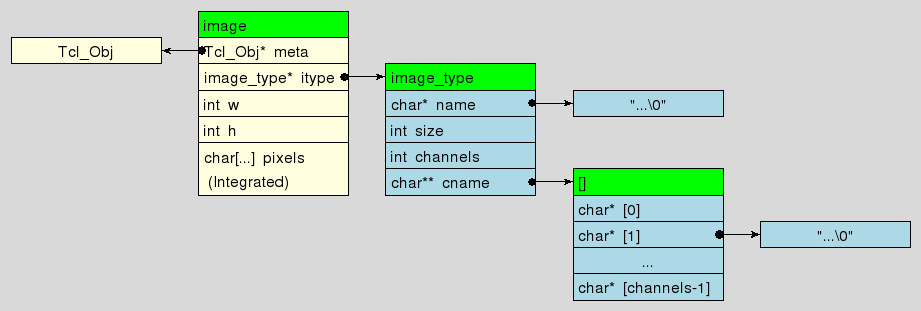 image
Tcl_Obj
Tcl_Obj* meta
image_type* itype
int w
int h
char[...] pixels
(Integrated)
image_type
char* name
"...\0"
int size
int channels
char** cname
[]
char* [0]
char* [1]
"...\0"
...
char* [channels-1]